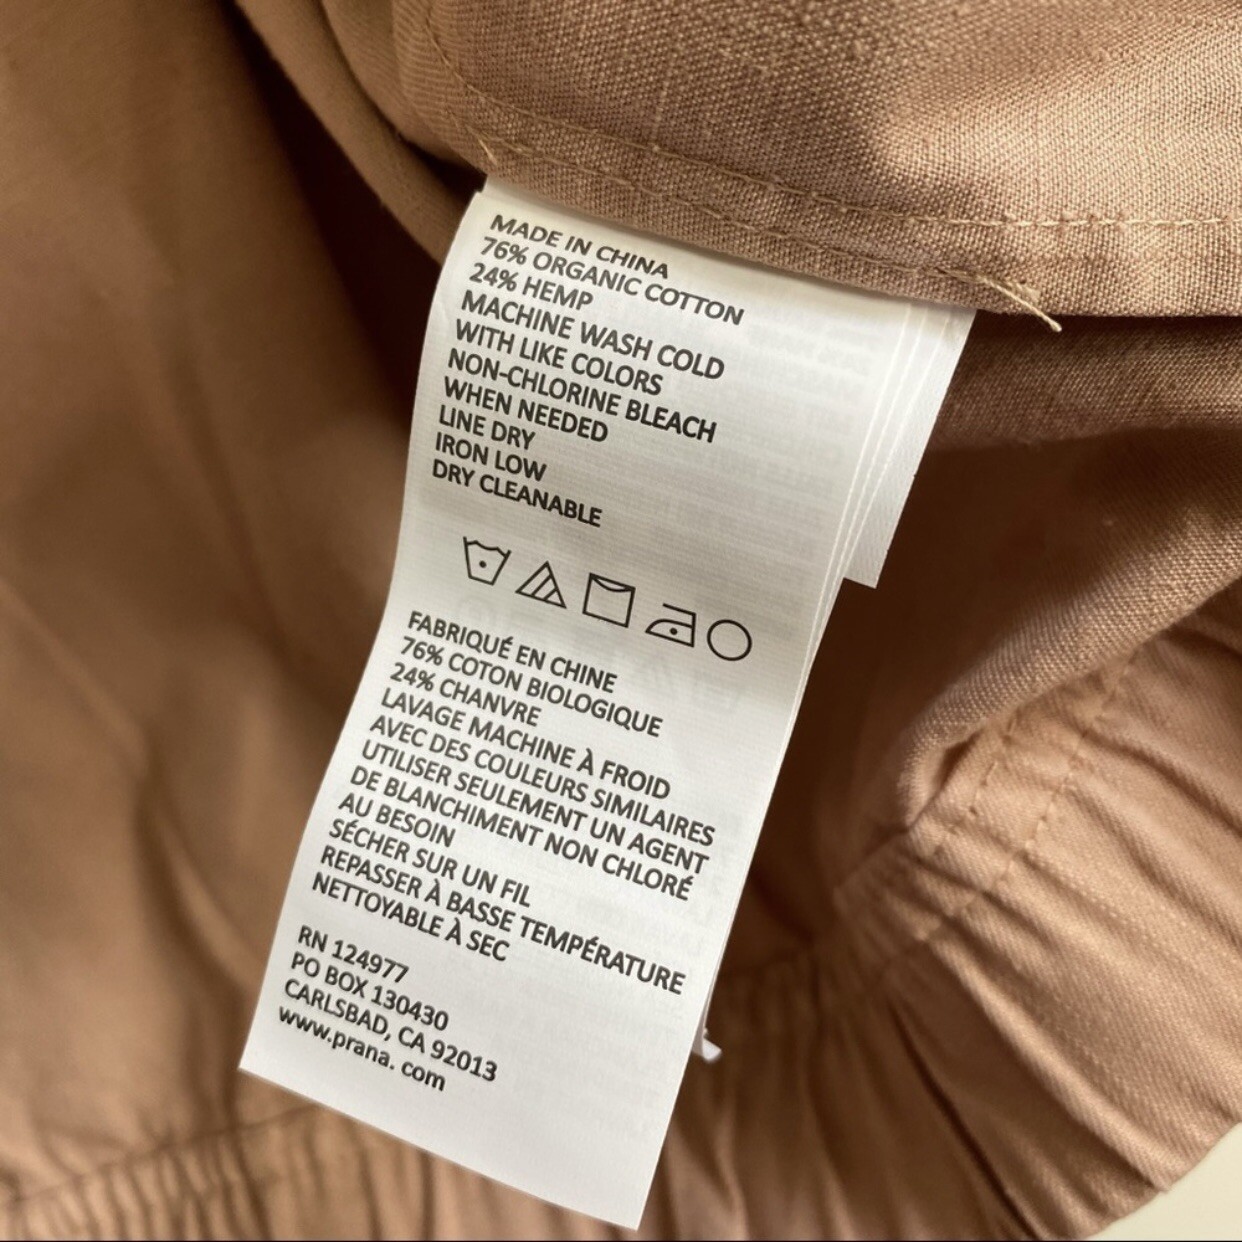 MADE IN CHINA
76% ORGANIC COTTON
24% HEMP
MACHINE WASH COLD
WITH LIKE COLORS
NON-CHLORINE BLEACH
WHEN NEEDED
LINE DRY
IRON LOW
DRY CLEANABLE
FABRIQUÉ EN CHINE
76% COTON BIOLOGIQUE
24% CHANVRE
LAVAGE MACHINE À FROID
AVEC DES COULEURS SIMILAIRES
UTILISER SEULEMENT UN AGENT
DE BLANCHIMENT NON CHLORÉ
AU BESOIN
SÉCHER SUR UN FIL
REPASSER À BASSE TEMPÉRATURE
NETTOYABLE À SEC
RN 124977
PO BOX 130430
CARLSBAD, CA 92013
www.prana. com